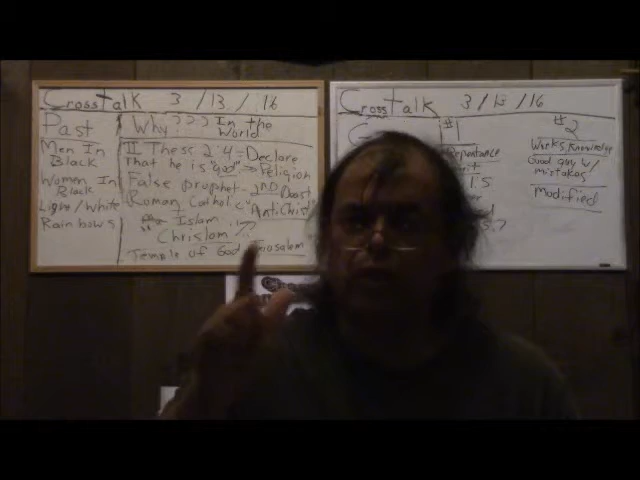 CrossTalk 3/13/16
Past
Men In
Black
Women In
Black
Light/White
Rainbows
Why??? In the
World
II Thess 2:4 - Declare
That he is "god" → Religion
False prophet - 2ND Beast
Roman Catholic "AntiChrist"
Islam
Chrislam ?
Temple of God Jerusalem
CrossTalk 3/13/16
#1
Repentance
#2
Works, Knowledge
Good guy w/
mistakes
Modified